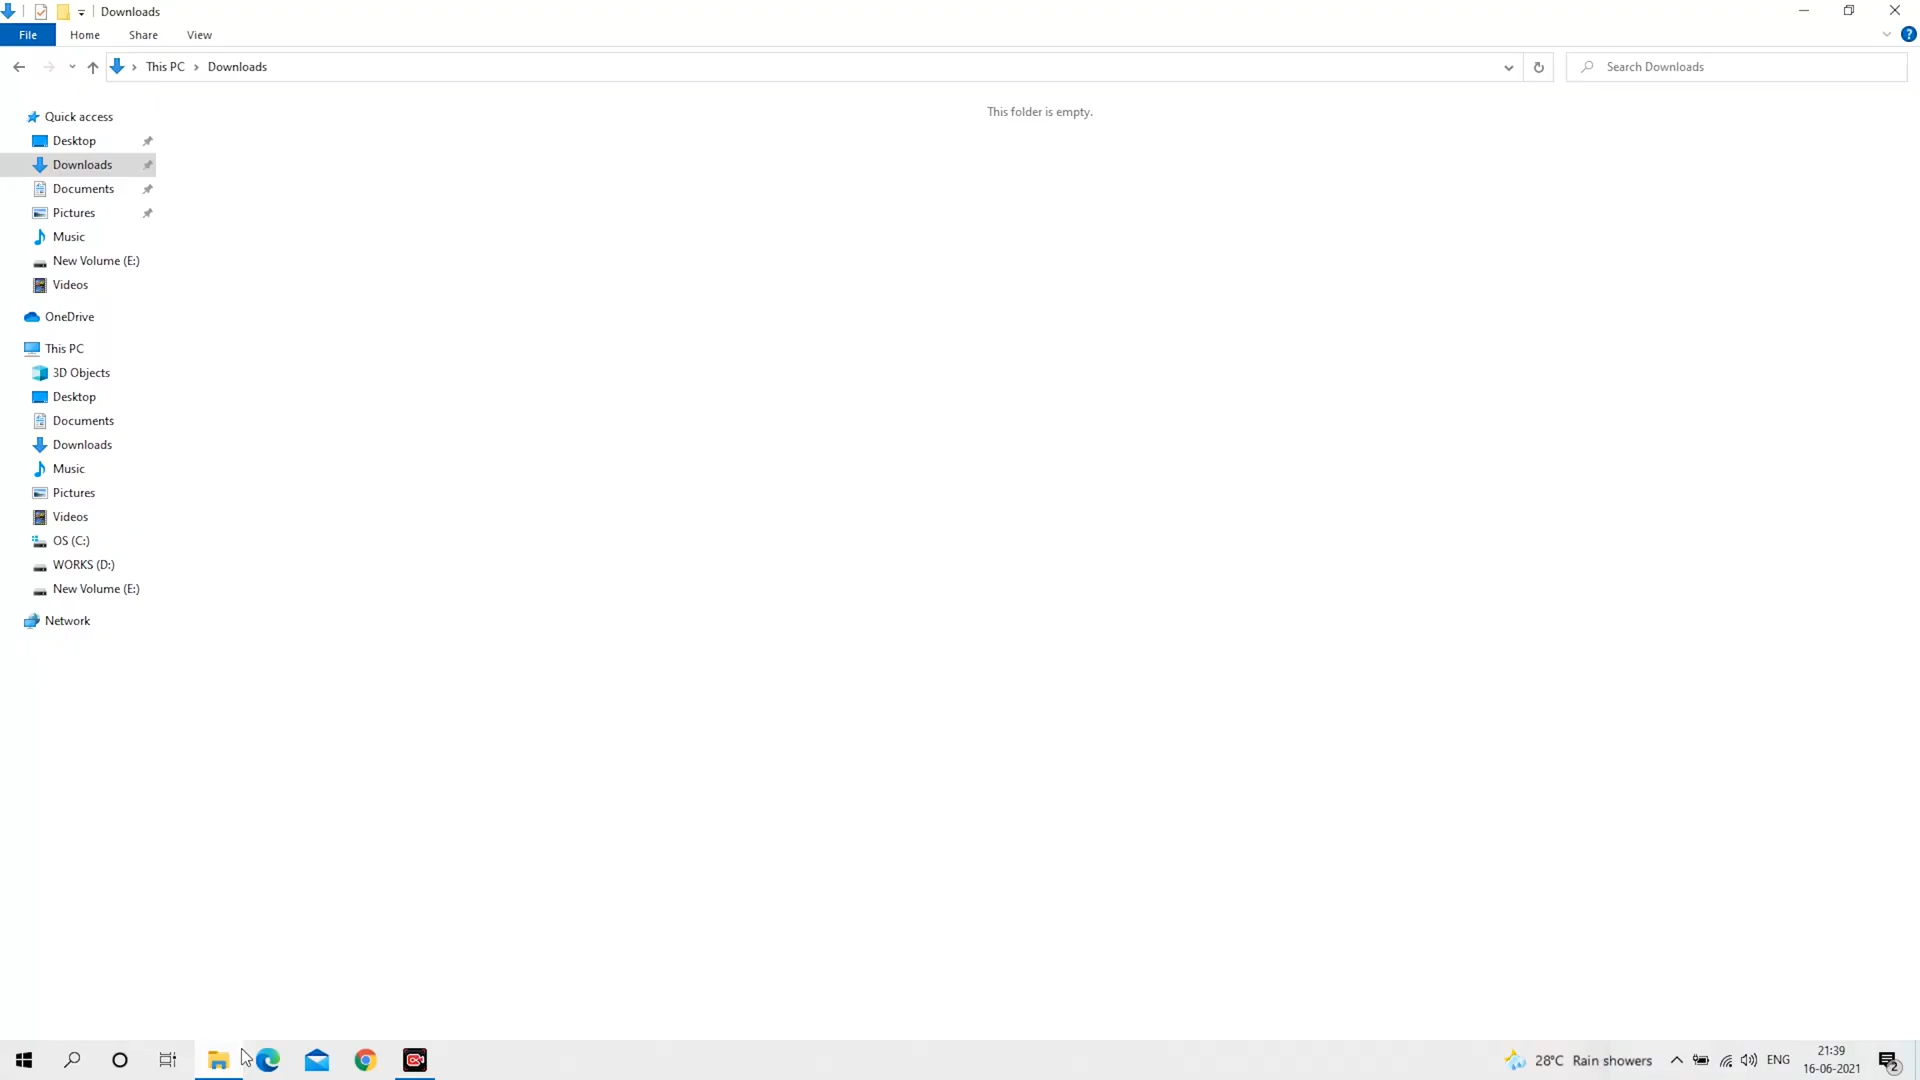 Downloads
File Home Share View
This PC Downloads
Search Downloads
This folder is empty.
Quick access
Desktop
Downloads
Documents
Pictures
Music
New Volume (E:)
Videos
OneDrive
This PC
3D Objects
Desktop
Documents
Downloads
Music
Pictures
Videos
OS (C:)
WORKS (D:)
New Volume (E:)
Network
28°C Rain showers ENG 21:39
16-06-2021
2